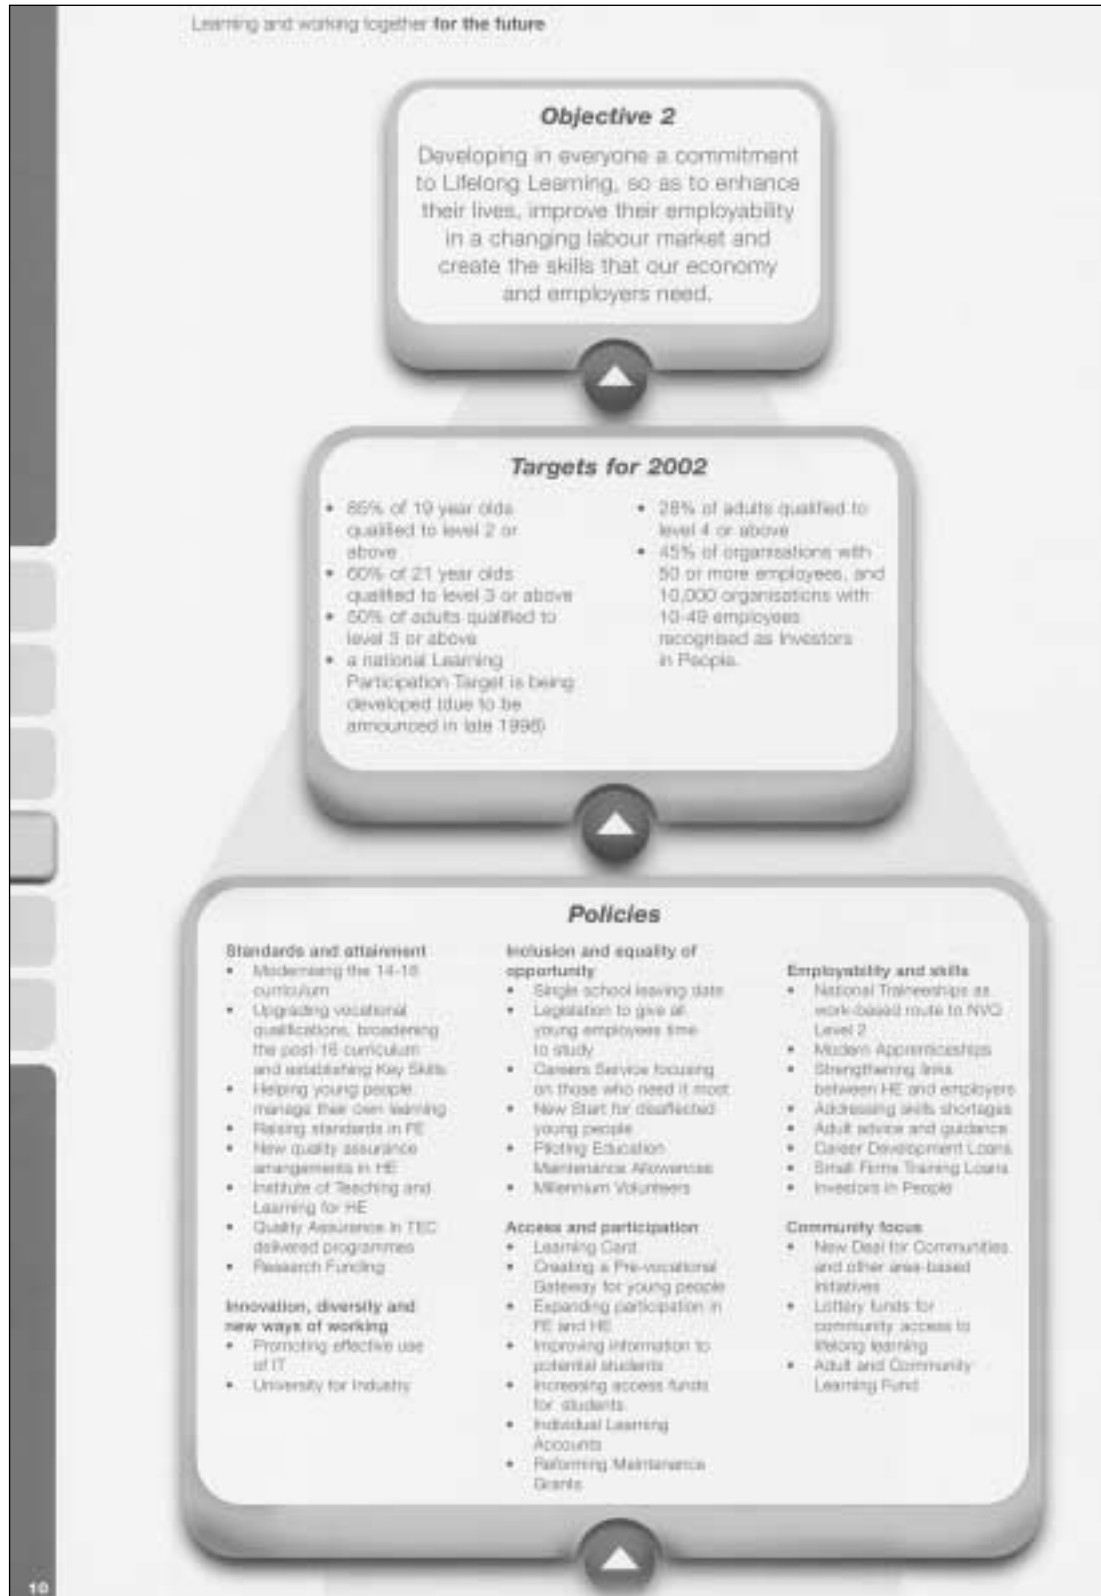 Learning and working together for the future
Objective 2
Developing in everyone a commitment
to Lifelong Learning, so as to enhance
their lives, improve their employability
in a changing labour market and
create the skills that our economy
and employers need.
Targets for 2002
• 85% of 19 year olds
qualified to level 2 or
above
• 60% of 21 year olds
qualified to level 3 or above
• 50% of adults qualified to
level 3 or above
• a national Learning
Participation Target is being
developed (due to be
announced in late 1998)
• 28% of adults qualified to
level 4 or above
• 45% of organisations with
50 or more employees, and
10,000 organisations with
10-49 employees
recognised as Investors
in People.
Policies
Standards and attainment
• Modernising the 14-16
curriculum
• Upgrading vocational
qualifications, broadening
the post-16 curriculum
and establishing Key Skills
• Helping young people
manage their own learning
• Raising standards in FE
• New quality assurance
arrangements in HE
• Institute of Teaching and
Learning for HE
• Quality Assurance in TEC
delivered programmes
• Research Funding
Innovation, diversity and
new ways of working
• Promoting effective use
of IT
• University for Industry
Inclusion and equality of
opportunity
• Single school leaving date
• Legislation to give all
young employees time
to study
• Careers Service focusing
on those who need it most
• New Start for disaffected
young people
• Piloting Education
Maintenance Allowances
• Millennium Volunteers
Access and participation
• Learning Card
• Creating a Pre-vocational
Gateway for young people
• Expanding participation in
FE and HE
• Improving information to
potential students
• Increasing access funds
for students
• Individual Learning
Accounts
• Reforming Maintenance
Grants
Employability and skills
• National Traineeships as
work-based route to NVQ
Level 2
• Modern Apprenticeships
• Strengthening links
between HE and employers
• Addressing skills shortages
• Adult advice and guidance
• Career Development Loans
• Small Firms Training Loans
• Investors in People
Community focus
• New Deal for Communities
and other area-based
initiatives
• Lottery funds for
community access to
lifelong learning
• Adult and Community
Learning Fund
10